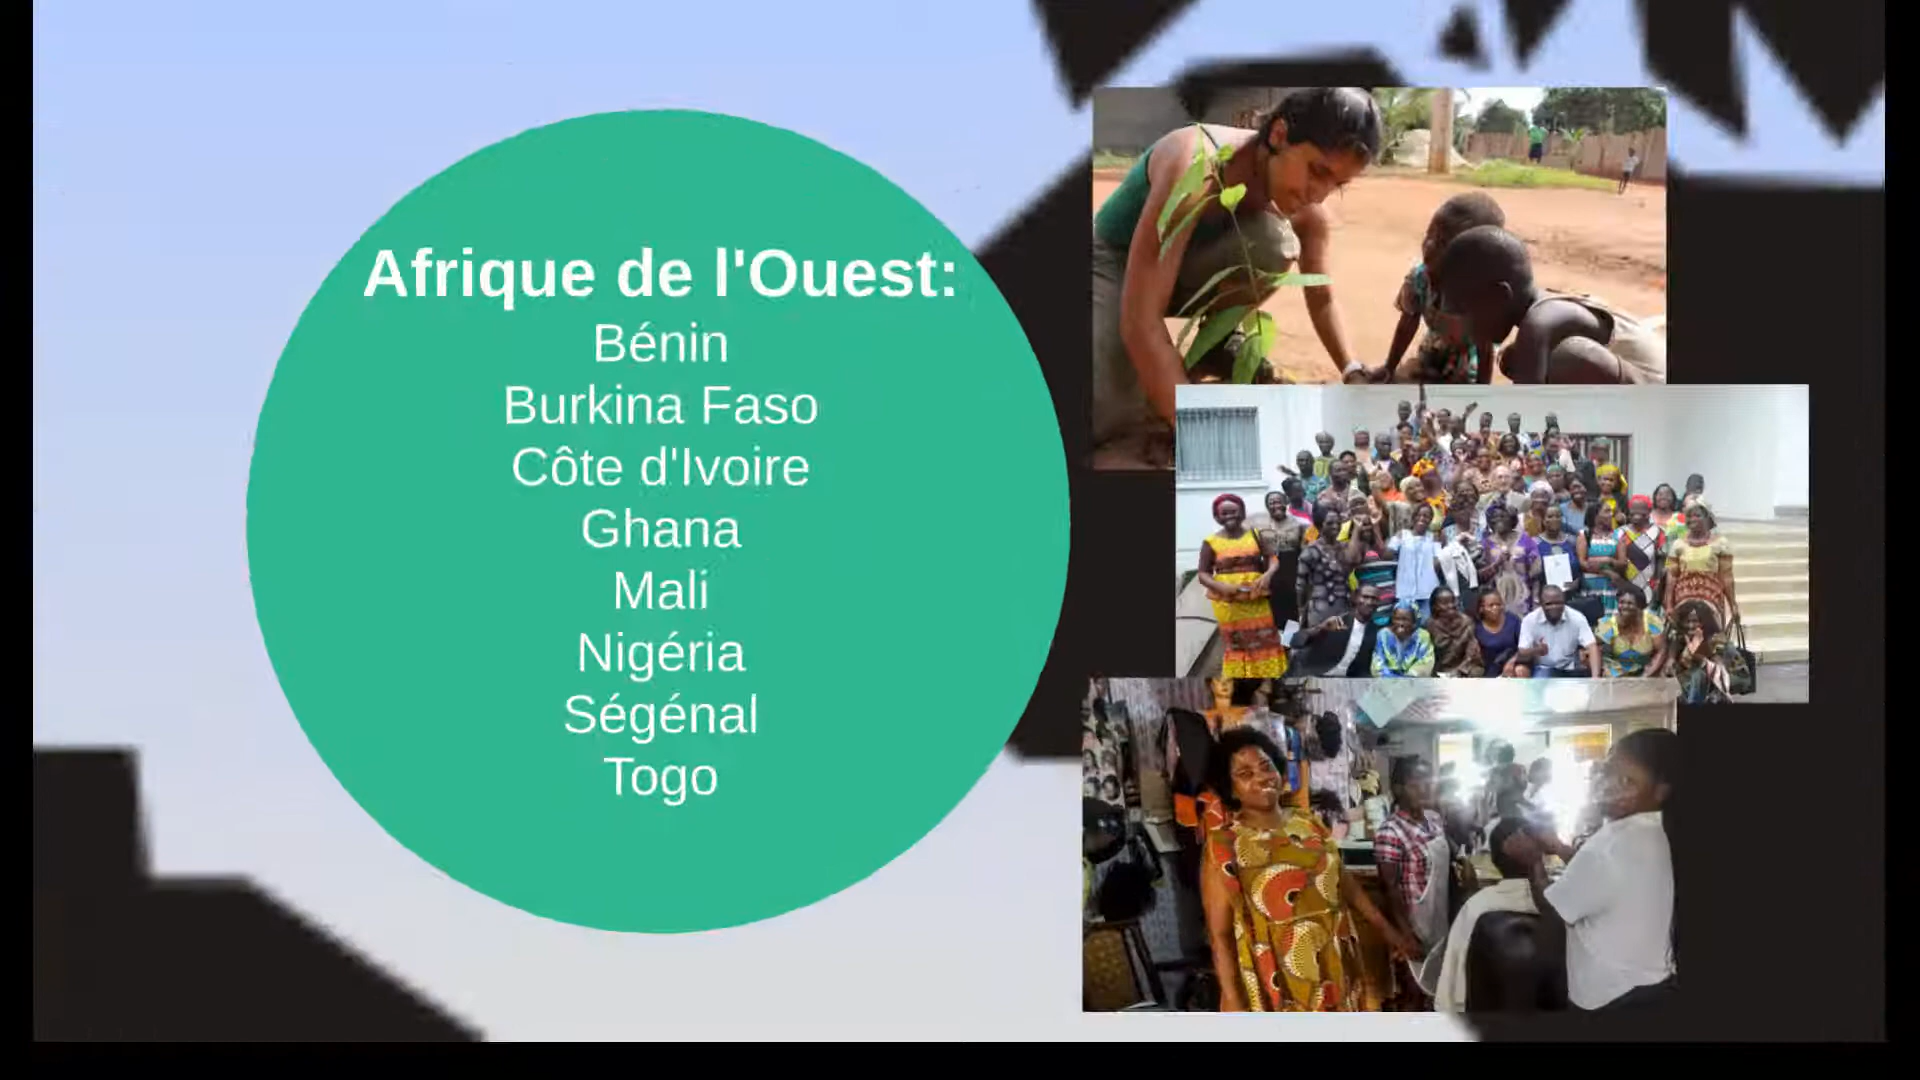 Afrique de l'Ouest:
Bénin
Burkina Faso
Côte d'Ivoire
Ghana
Mali
Nigéria
Ségénal
Togo